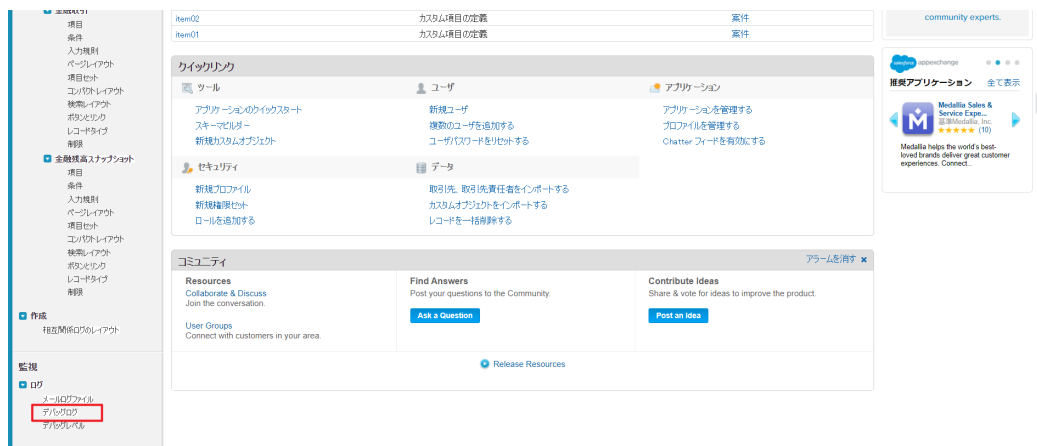 金融取引
項目
条件
入力規則
ページレイアウト
項目セット
コンパクトレイアウト
検索レイアウト
ボタンとリンク
レコードタイプ
制限
金融残高スナップショット
項目
条件
入力規則
ページレイアウト
項目セット
コンパクトレイアウト
検索レイアウト
ボタンとリンク
レコードタイプ
制限
作成
相互関係ログのレイアウト
監視
ログ
メールログファイル
デバッグログ
デバッグレベル
item02 カスタム項目の定義 案件
item01 カスタム項目の定義 案件
クイックリンク
ツール
アプリケーションのクイックスタート
スキーマビルダー
新規カスタムオブジェクト
ユーザ
新規ユーザ
複数のユーザを追加する
ユーザパスワードをリセットする
アプリケーション
アプリケーションを管理する
プロファイルを管理する
Chatter フィードを有効にする
セキュリティ
新規プロファイル
新規権限セット
ロールを追加する
データ
取引先、取引先責任者をインポートする
カスタムオブジェクトをインポートする
レコードを一括削除する
コミュニティ
アラームを消す ×
Resources
Collaborate & Discuss
Join the conversation.
User Groups
Connect with customers in your area.
Find Answers
Post your questions to the Community.
Ask a Question
Contribute Ideas
Share & vote for ideas to improve the product.
Post an Idea
Release Resources
community experts.
salesforce appexchange
推奨アプリケーション 全て表示
Medallia Sales &
Service Expe...
基準Medallia, Inc.
★★★★★ (10)
Medallia helps the world's best-
loved brands deliver great customer
experiences. Connect...